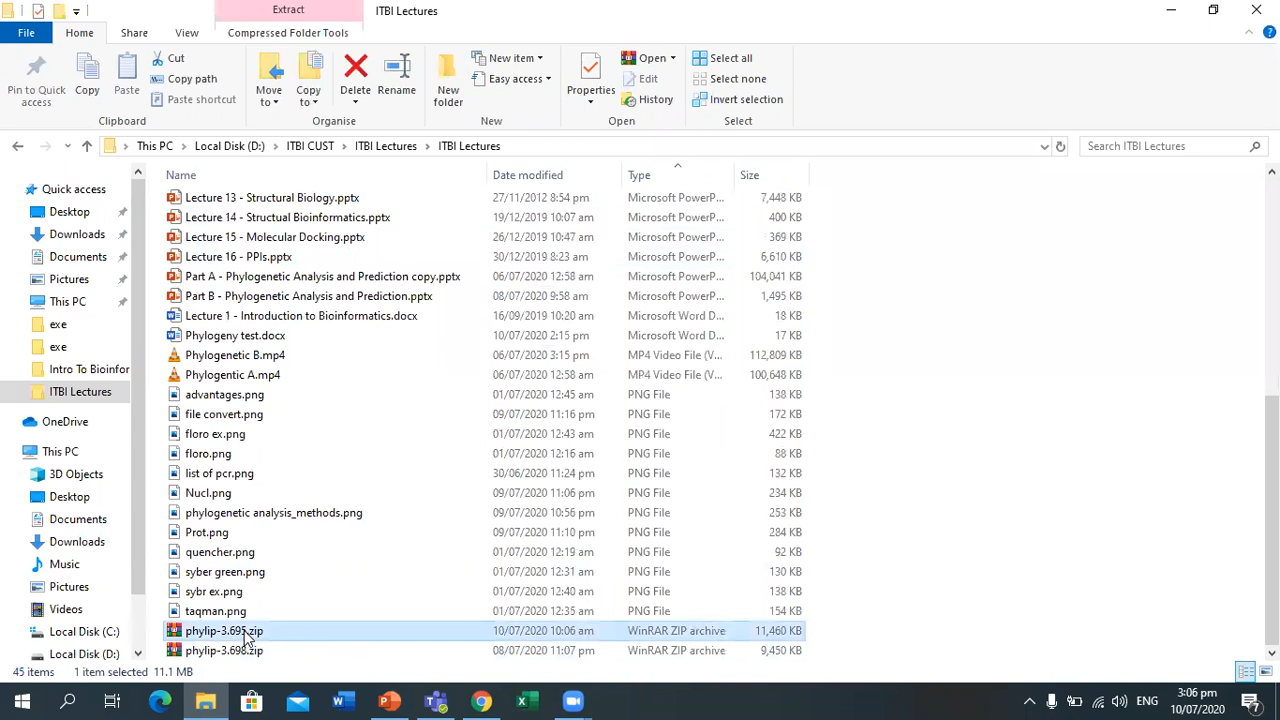 Extract
ITBI Lectures
File
Home
Share
View
Compressed Folder Tools
Pin to Quick access
Copy
Paste
Cut
Copy path
Paste shortcut
Clipboard
Move to
Copy to
Delete
Rename
Organise
New folder
New item
Easy access
New
Properties
Open
Edit
History
Open
Select all
Select none
Invert selection
Select
This PC > Local Disk (D:) > ITBI CUST > ITBI Lectures > ITBI Lectures
Search ITBI Lectures
Name Date modified Type Size
Lecture 13 - Structural Biology.pptx 27/11/2012 8:54 pm Microsoft PowerP... 7,448 KB
Lecture 14 - Structual Bioinformatics.pptx 19/12/2019 10:07 am Microsoft PowerP... 400 KB
Lecture 15 - Molecular Docking.pptx 26/12/2019 10:47 am Microsoft PowerP... 369 KB
Lecture 16 - PPIs.pptx 30/12/2019 8:23 am Microsoft PowerP... 6,610 KB
Part A - Phylogenetic Analysis and Prediction copy.pptx 06/07/2020 12:58 am Microsoft PowerP... 104,041 KB
Part B - Phylogenetic Analysis and Prediction.pptx 08/07/2020 9:58 am Microsoft PowerP... 1,495 KB
Lecture 1 - Introduction to Bioinformatics.docx 16/09/2019 10:20 am Microsoft Word D... 18 KB
Phylogeny test.docx 10/07/2020 2:15 pm Microsoft Word D... 17 KB
Phylogenetic B.mp4 06/07/2020 3:15 pm MP4 Video File (V... 112,809 KB
Phylogentic A.mp4 06/07/2020 12:58 am MP4 Video File (V... 100,648 KB
advantages.png 01/07/2020 12:45 am PNG File 138 KB
file convert.png 09/07/2020 11:16 pm PNG File 172 KB
floro ex.png 01/07/2020 12:43 am PNG File 422 KB
floro.png 01/07/2020 12:16 am PNG File 88 KB
list of pcr.png 30/06/2020 11:24 pm PNG File 132 KB
Nucl.png 09/07/2020 11:06 pm PNG File 234 KB
phylogenetic analysis_methods.png 09/07/2020 10:56 pm PNG File 253 KB
Prot.png 09/07/2020 11:10 pm PNG File 284 KB
quencher.png 01/07/2020 12:19 am PNG File 92 KB
syber green.png 01/07/2020 12:31 am PNG File 130 KB
sybr ex.png 01/07/2020 12:40 am PNG File 138 KB
taqman.png 01/07/2020 12:35 am PNG File 154 KB
phylip-3.695.zip 10/07/2020 10:06 am WinRAR ZIP archive 11,460 KB
phylip-3.698.zip 08/07/2020 11:07 pm WinRAR ZIP archive 9,450 KB
Quick access
Desktop
Downloads
Documents
Pictures
This PC
exe
exe
Intro To Bioinfor
ITBI Lectures
OneDrive
This PC
3D Objects
Desktop
Documents
Downloads
Music
Pictures
Videos
Local Disk (C:)
Local Disk (D:)
45 items 1 item selected 11.1 MB
ENG
3:06 pm
10/07/2020
7